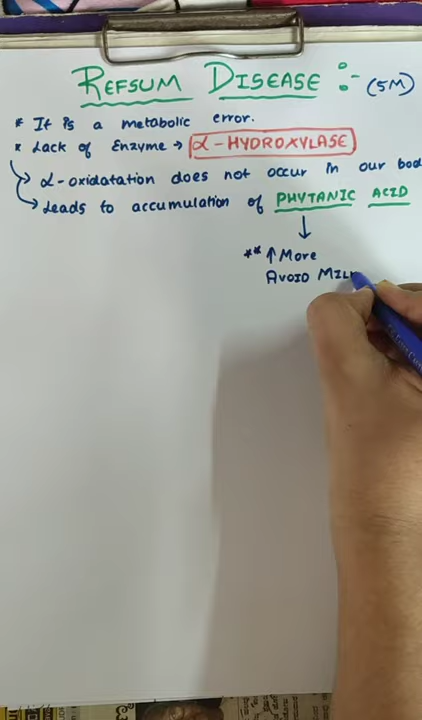 REFSUM DISEASE :- (5M)
* It is a metabolic error.
* Lack of Enzyme → α-HYDROXYLASE
→ α-oxidatation does not occur in our bod
→ Leads to accumulation of PHYTANIC ACID
↓
** ↑ More
AVOID MIL